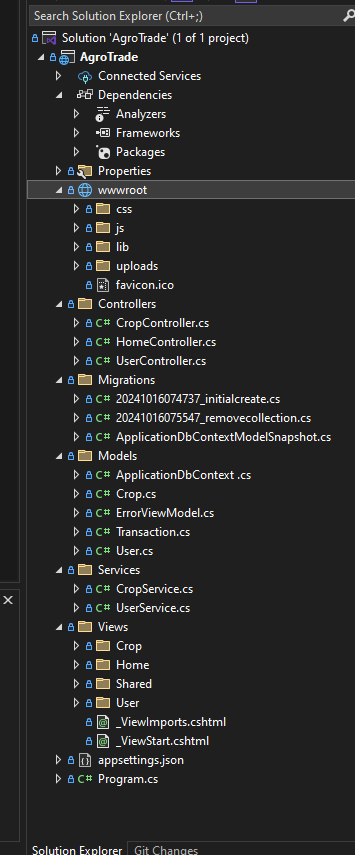 Search Solution Explorer (Ctrl+;)
Solution 'AgroTrade' (1 of 1 project)
AgroTrade
Connected Services
Dependencies
Analyzers
Frameworks
Packages
Properties
wwwroot
css
js
lib
uploads
favicon.ico
Controllers
C# CropController.cs
C# HomeController.cs
C# UserController.cs
Migrations
C# 20241016074737_initialcreate.cs
C# 20241016075547_removecollection.cs
C# ApplicationDbContextModelSnapshot.cs
Models
C# ApplicationDbContext .cs
C# Crop.cs
C# ErrorViewModel.cs
C# Transaction.cs
C# User.cs
Services
C# CropService.cs
C# UserService.cs
Views
Crop
Home
Shared
User
_ViewImports.cshtml
_ViewStart.cshtml
appsettings.json
C# Program.cs
Solution Explorer Git Changes